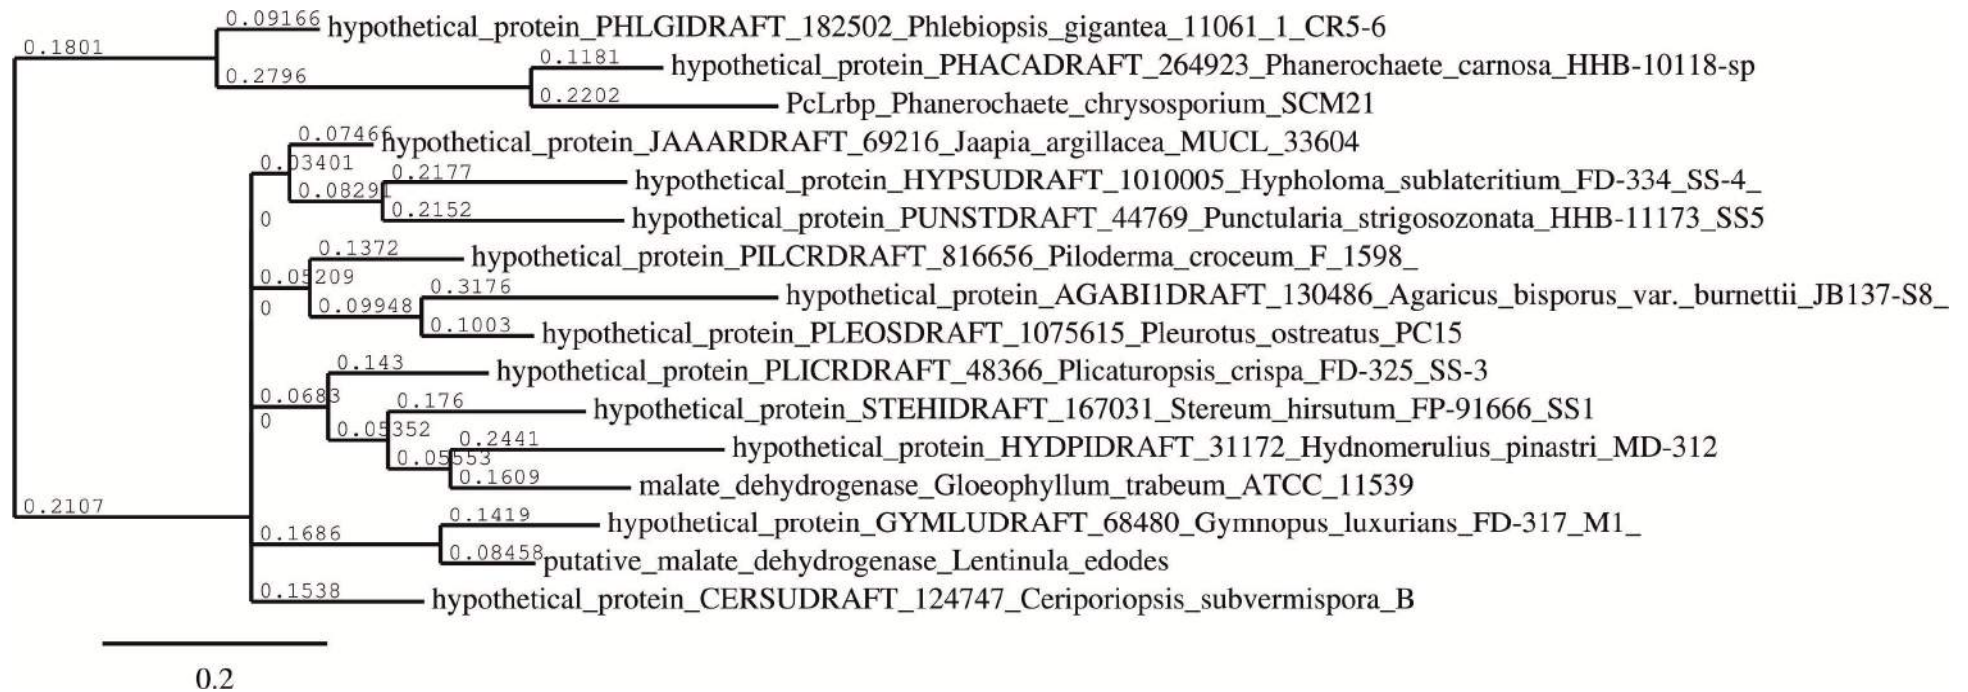 0.09166 hypothetical_protein_PHLGIDRAFT_182502_Phlebiopsis_gigantea_11061_1_CR5-6
0.1801
0.1181 hypothetical_protein_PHACADRAFT_264923_Phanerochaete_carnosa_HHB-10118-sp
0.2796
0.2202 PcLrbp_Phanerochaete_chrysosporium_SCM21
0.07466 hypothetical_protein_JAAARDRAFT_69216_Jaapia_argillacea_MUCL_33604
0.03401
0.2177 hypothetical_protein_HYPSUDRAFT_1010005_Hypholoma_sublateritium_FD-334_SS-4_
0.08291
0.2152 hypothetical_protein_PUNSTDRAFT_44769_Punctularia_strigosozonata_HHB-11173_SS5
0
0.1372 hypothetical_protein_PILCRDRAFT_816656_Piloderma_croceum_F_1598_
0.05209
0.3176 hypothetical_protein_AGABI1DRAFT_130486_Agaricus_bisporus_var._burnettii_JB137-S8_
0 0.09948
0.1003 hypothetical_protein_PLEOSDRAFT_1075615_Pleurotus_ostreatus_PC15
0.143 hypothetical_protein_PLICRDRAFT_48366_Plicaturopsis_crispa_FD-325_SS-3
0.0683
0.176 hypothetical_protein_STEHIDRAFT_167031_Stereum_hirsutum_FP-91666_SS1
0 0.05352
0.2441 hypothetical_protein_HYDPIDRAFT_31172_Hydnomerulius_pinastri_MD-312
0.05553
0.1609 malate_dehydrogenase_Gloeophyllum_trabeum_ATCC_11539
0.2107
0.1419 hypothetical_protein_GYMLUDRAFT_68480_Gymnopus_luxurians_FD-317_M1_
0.1686
0.08458 putative_malate_dehydrogenase_Lentinula_edodes
0.1538 hypothetical_protein_CERSUDRAFT_124747_Ceriporiopsis_subvermispora_B
0.2